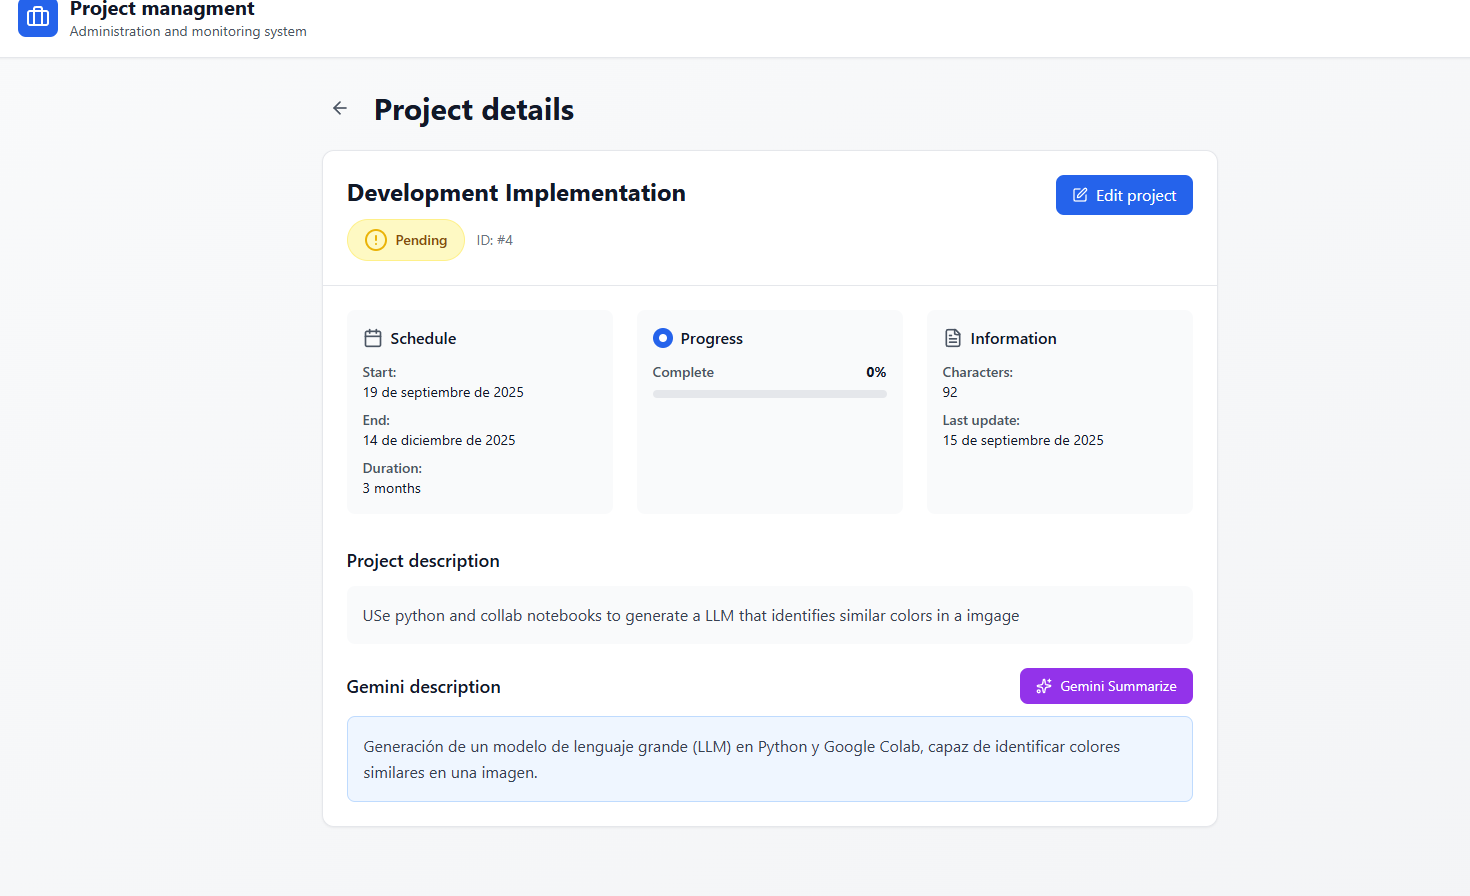 Project managment
Administration and monitoring system
Project details
Development Implementation
Edit project
Pending
ID: #4
Schedule
Start:
19 de septiembre de 2025
End:
14 de diciembre de 2025
Duration:
3 months
Progress
Complete
0%
Information
Characters:
92
Last update:
15 de septiembre de 2025
Project description
USe python and collab notebooks to generate a LLM that identifies similar colors in a imgage
Gemini description
Gemini Summarize
Generación de un modelo de lenguaje grande (LLM) en Python y Google Colab, capaz de identificar colores
similares en una imagen.